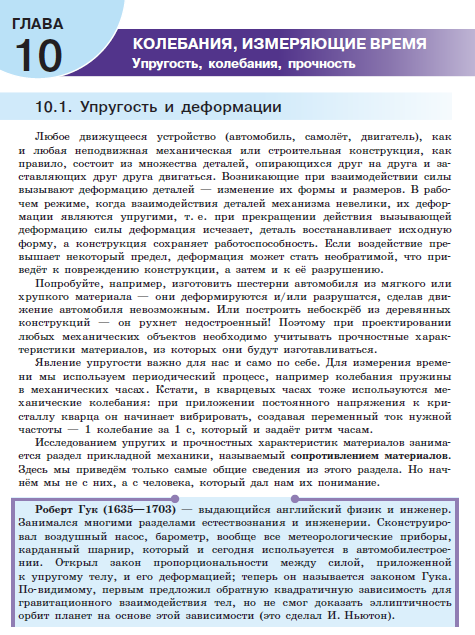 ГЛАВА
10
КОЛЕБАНИЯ, ИЗМЕРЯЮЩИЕ ВРЕМЯ
Упругость, колебания, прочность
10.1. Упругость и деформации
Любое движущееся устройство (автомобиль, самолёт, двигатель), как
и любая неподвижная механическая или строительная конструкция, как
правило, состоит из множества деталей, опирающихся друг на друга и за-
ставляющих друг друга двигаться. Возникающие при взаимодействии силы
вызывают деформацию деталей — изменение их формы и размеров. В рабо-
чем режиме, когда взаимодействия деталей механизма невелики, их дефор-
мации являются упругими, т. е. при прекращении действия вызывающей
деформацию силы деформация исчезает, деталь восстанавливает исходную
форму, а конструкция сохраняет работоспособность. Если воздействие пре-
вышает некоторый предел, деформация может стать необратимой, что при-
ведёт к повреждению конструкции, а затем и к её разрушению.
Попробуйте, например, изготовить шестерни автомобиля из мягкого или
хрупкого материала — они деформируются и/или разрушатся, сделав дви-
жение автомобиля невозможным. Или построить небоскрёб из деревянных
конструкций — он рухнет недостроенный! Поэтому при проектировании
любых механических объектов необходимо учитывать прочностные харак-
теристики материалов, из которых они будут изготавливаться.
Явление упругости важно для нас и само по себе. Для измерения време-
ни мы используем периодический процесс, например колебания пружины
в механических часах. Кстати, в кварцевых часах тоже используются ме-
ханические колебания: при приложении постоянного напряжения к кри-
сталлу кварца он начинает вибрировать, создавая переменный ток нужной
частоты — 1 колебание за 1 с, который и задаёт ритм часам.
Исследованием упругих и прочностных характеристик материалов занима-
ется раздел прикладной механики, называемый сопротивлением материалов.
Здесь мы приведём только самые общие сведения из этого раздела. Но нач-
нём мы не с них, а с человека, который дал нам их понимание.
Роберт Гук (1635—1703) — выдающийся английский физик и инженер.
Занимался многими разделами естествознания и инженерии. Сконструиро-
вал воздушный насос, барометр, вообще все метеорологические приборы,
карданный шарнир, который и сегодня используется в автомобилестрое-
нии. Открыл закон пропорциональности между силой, приложенной
к упругому телу, и его деформацией; теперь он называется законом Гука.
По-видимому, первым предложил обратную квадратичную зависимость для
гравитационного взаимодействия тел, но не смог доказать эллиптичность
орбит планет на основе этой зависимости (это сделал И. Ньютон).